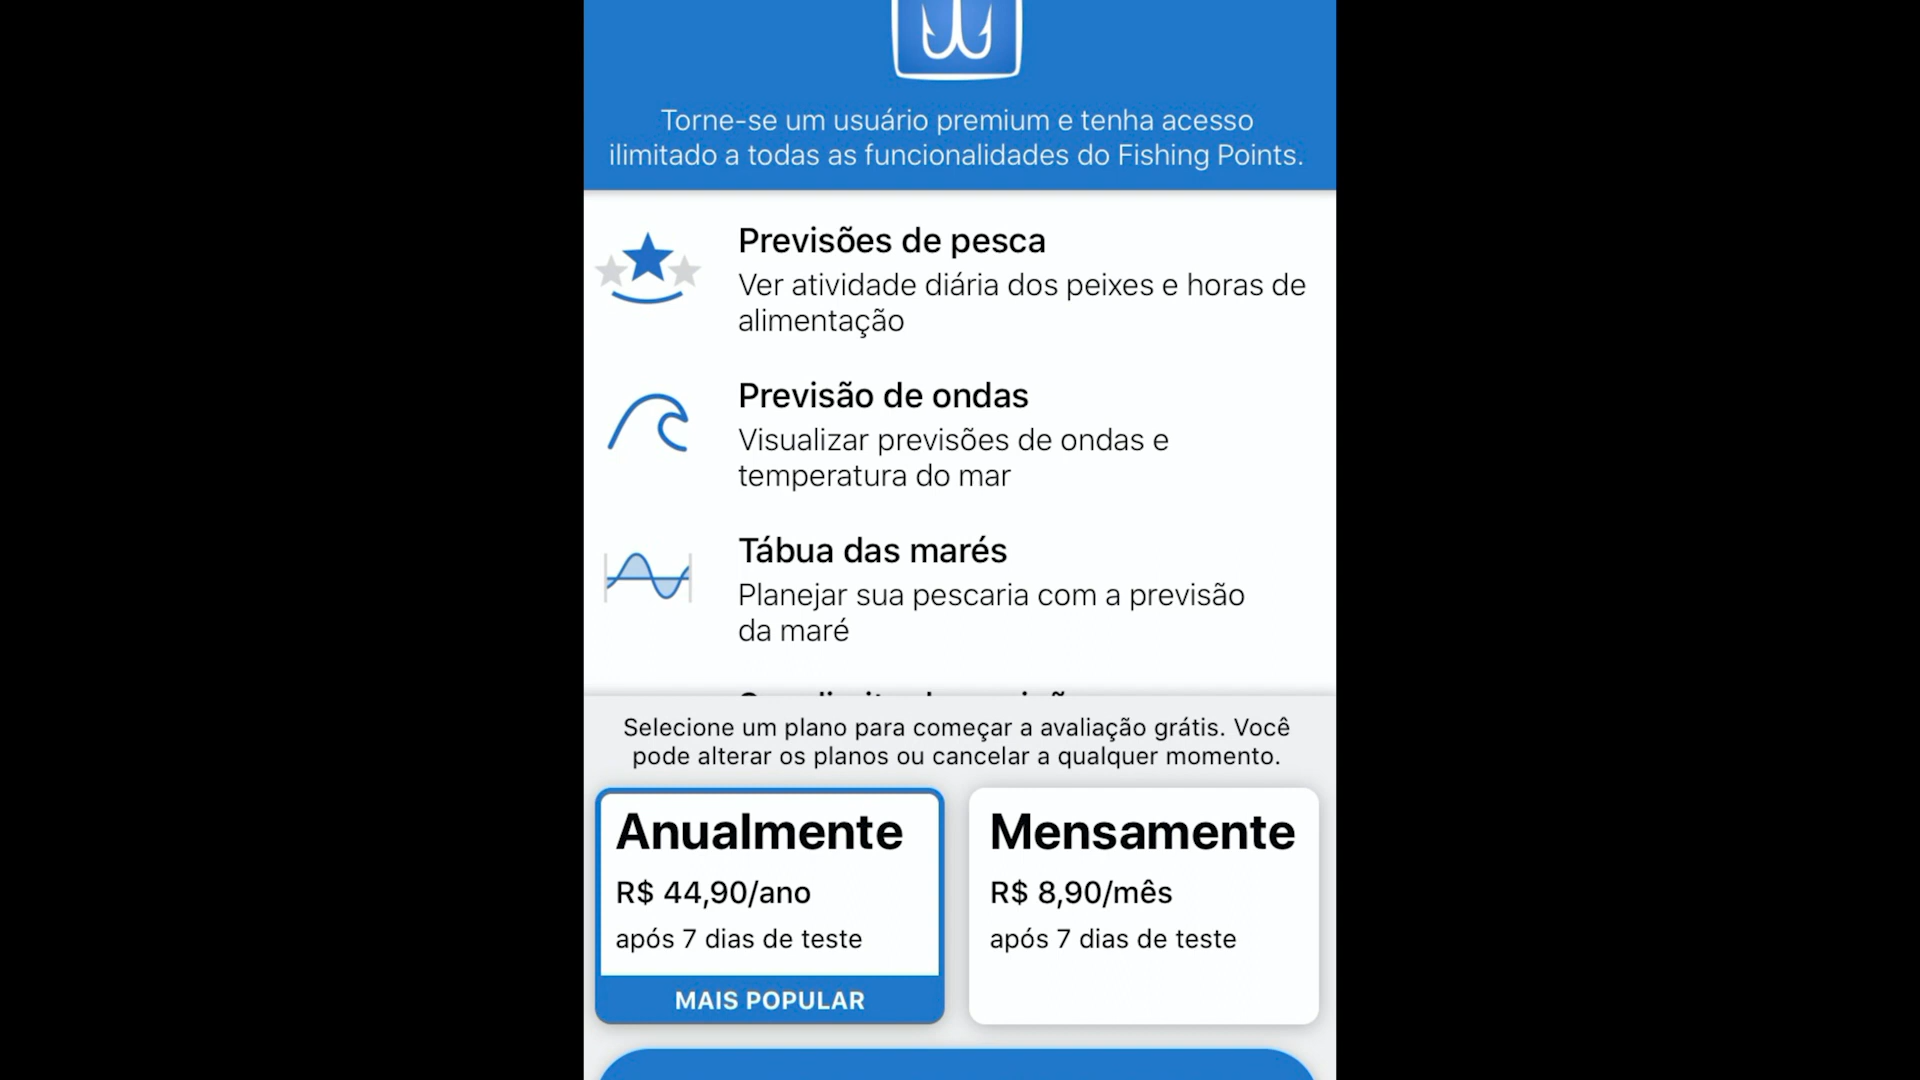 Torne-se um usuário premium e tenha acesso
ilimitado a todas as funcionalidades do Fishing Points.
Previsões de pesca
Ver atividade diária dos peixes e horas de
alimentação
Previsão de ondas
Visualizar previsões de ondas e
temperatura do mar
Tábua das marés
Planejar sua pescaria com a previsão
da maré
Selecione um plano para começar a avaliação grátis. Você
pode alterar os planos ou cancelar a qualquer momento.
Anualmente
R$ 44,90/ano
após 7 dias de teste
MAIS POPULAR
Mensamente
R$ 8,90/mês
após 7 dias de teste